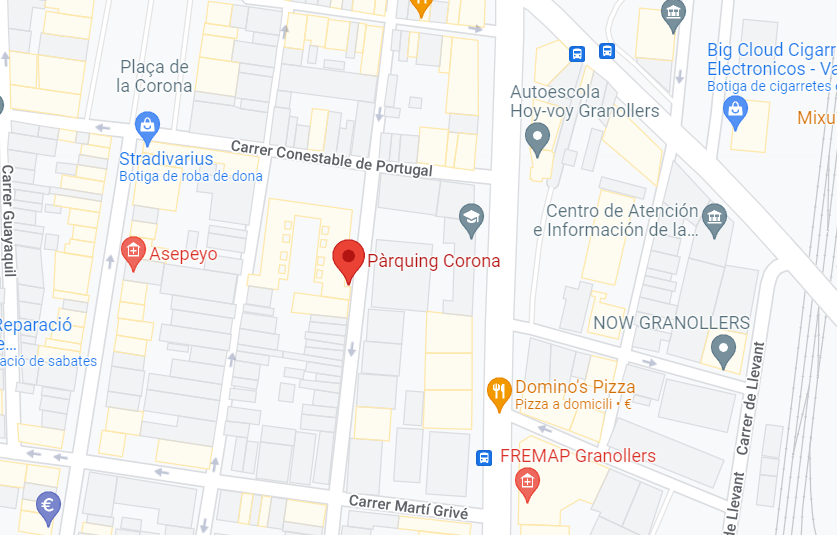 Big Cloud Cigarr
Electronicos - Va
Botiga de cigarretes e
Plaça de
la Corona
Autoescola
Hoy-voy Granollers
Mixu
Carrer Conestable de Portugal
Stradivarius
Botiga de roba de dona
Carrer Guayaquil
Centro de Atención
e Información de la...
Asepeyo
Pàrquing Corona
Reparació
e...
ació de sabates
NOW GRANOLLERS
Carrer de Llevant
Domino's Pizza
Pizza a domicili • €
FREMAP Granollers
€
Carrer Martí Grivé
de Llevant